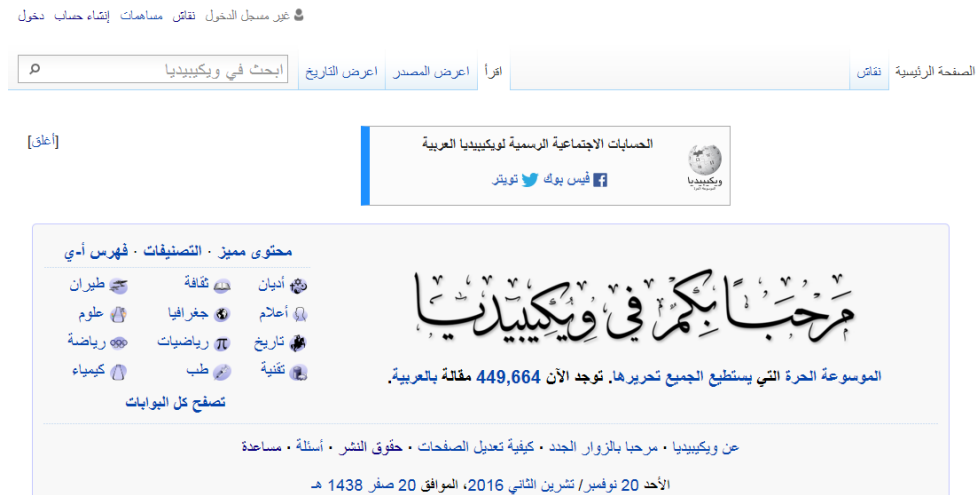 غير مسجل الدخول نقاش مساهمات إنشاء حساب دخول
الصفحة الرئيسية نقاش اقرأ اعرض المصدر اعرض التاريخ ابحث في ويكيبيديا
الحسابات الاجتماعية الرسمية لويكيبيديا العربية
فيس بوك تويتر
ويكيبيديا
[أغلق]
مَرحَبًا بِكُم في وِيكِيبِيديَا
الموسوعة الحرة التي يستطيع الجميع تحريرها. توجد الآن 449,664 مقالة بالعربية.
محتوى مميز · التصنيفات · فهرس أ-ي
أديان ثقافة طيران
أعلام جغرافيا علوم
تاريخ رياضيات رياضة
تقنية طب كيمياء
تصفح كل البوابات
عن ويكيبيديا · مرحبا بالزوار الجدد · كيفية تعديل الصفحات · حقوق النشر · أسئلة · مساعدة
الأحد 20 نوفمبر/ تشرين الثاني 2016، الموافق 20 صفر 1438 هـ